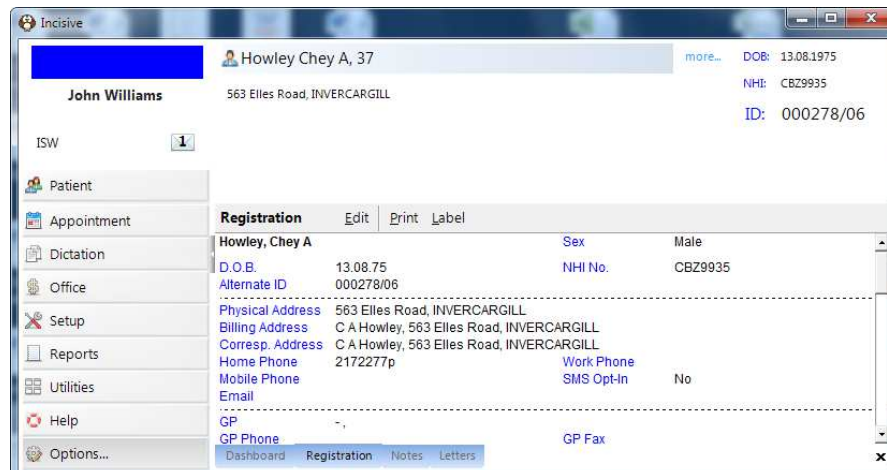 Incisive
John Williams
ISW 1
Patient
Appointment
Dictation
Office
Setup
Reports
Utilities
Help
Options...
Howley Chey A, 37 more...
563 Elles Road, INVERCARGILL
DOB: 13.08.1975
NHI: CBZ9935
ID: 000278/06
Registration Edit Print Label
Howley, Chey A Sex Male
D.O.B. 13.08.75 NHI No. CBZ9935
Alternate ID 000278/06
Physical Address 563 Elles Road, INVERCARGILL
Billing Address C A Howley, 563 Elles Road, INVERCARGILL
Corresp. Address C A Howley, 563 Elles Road, INVERCARGILL
Home Phone 2172277p Work Phone
Mobile Phone SMS Opt-In No
Email
GP - ,
GP Phone GP Fax
Dashboard Registration Notes Letters x